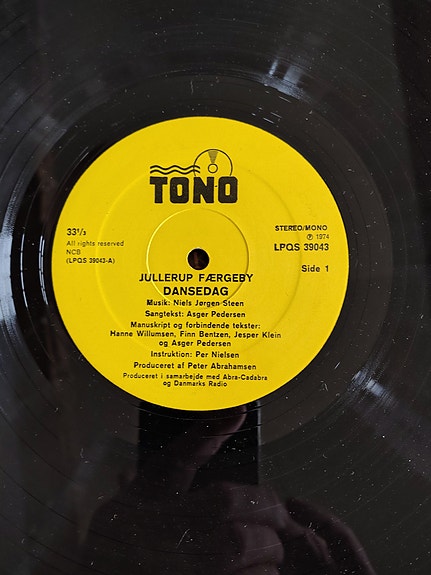 TONO
33⅓
All rights reserved
NCB
(LPQS 39043-A)
STEREO/MONO
Ⓟ 1974
LPQS 39043
Side 1
JULLERUP FÆRGEBY
DANSEDAG
Musik: Niels Jørgen Steen
Sangtekst: Asger Pedersen
Manuskript og forbindende tekster:
Hanne Willumsen, Finn Bentzen, Jesper Klein
og Asger Pedersen
Instruktion: Per Nielsen
Produceret af Peter Abrahamsen
Produceret i samarbejde med Abra-Cadabra
og Danmarks Radio